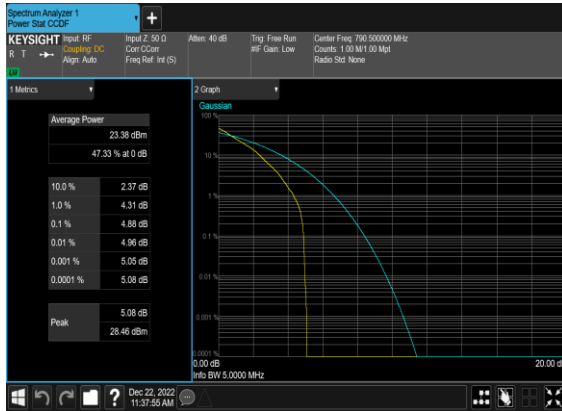 Spectrum Analyzer 1
Power Stat CCDF
+
KEYSIGHT
R T
LXI
Input: RF
Coupling: DC
Align: Auto
Input Z: 50 Ω
Corr CCorr
Freq Ref: Int (S)
Atten: 40 dB
Trig: Free Run
#IF Gain: Low
Center Freq: 790.500000 MHz
Counts: 1.00 M/1.00 Mpt
Radio Std: None
1 Metrics
Average Power
23.38 dBm
47.33 % at 0 dB
10.0 % 2.37 dB
1.0 % 4.31 dB
0.1 % 4.88 dB
0.01 % 4.96 dB
0.001 % 5.05 dB
0.0001 % 5.08 dB
Peak
5.08 dB
28.46 dBm
2 Graph
Gaussian
100 %
10 %
1 %
0.1 %
0.01 %
0.001 %
0.0001 %
0.00 dB
20.00 d
Info BW 5.0000 MHz
?
Dec 22, 2022
11:37:55 AM